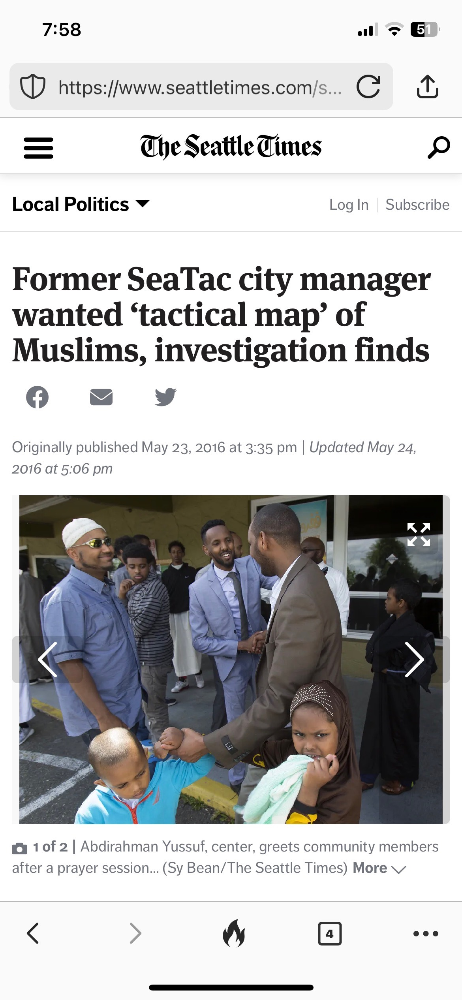 7:58
51
https://www.seattletimes.com/s...
The Seattle Times
Local Politics
Log In | Subscribe
Former SeaTac city manager
wanted ‘tactical map’ of
Muslims, investigation finds
Originally published May 23, 2016 at 3:35 pm | Updated May 24,
2016 at 5:06 pm
1 of 2 | Abdirahman Yussuf, center, greets community members
after a prayer session... (Sy Bean/The Seattle Times) More
4